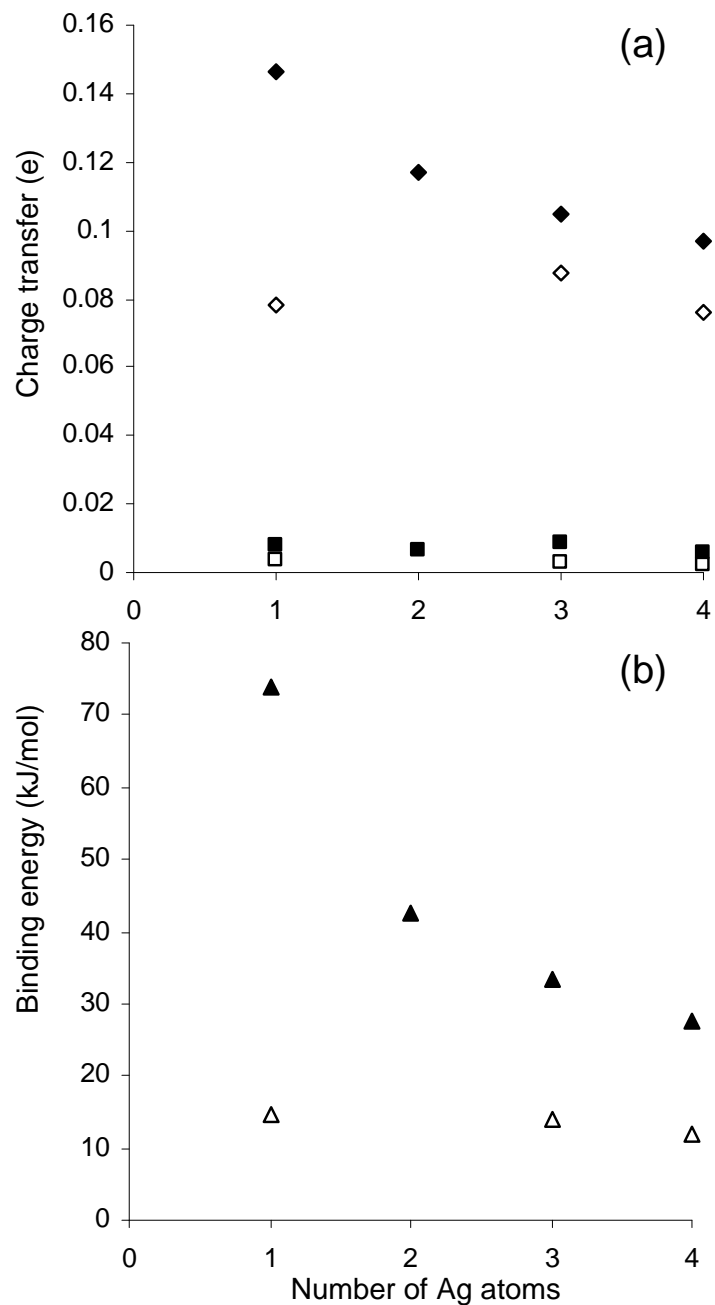 (a)
Charge transfer (e)
0.16
0.14
0.12
0.1
0.08
0.06
0.04
0.02
0
0 1 2 3 4
(b)
Binding energy (kJ/mol)
80
70
60
50
40
30
20
10
0
0 1 2 3 4
Number of Ag atoms